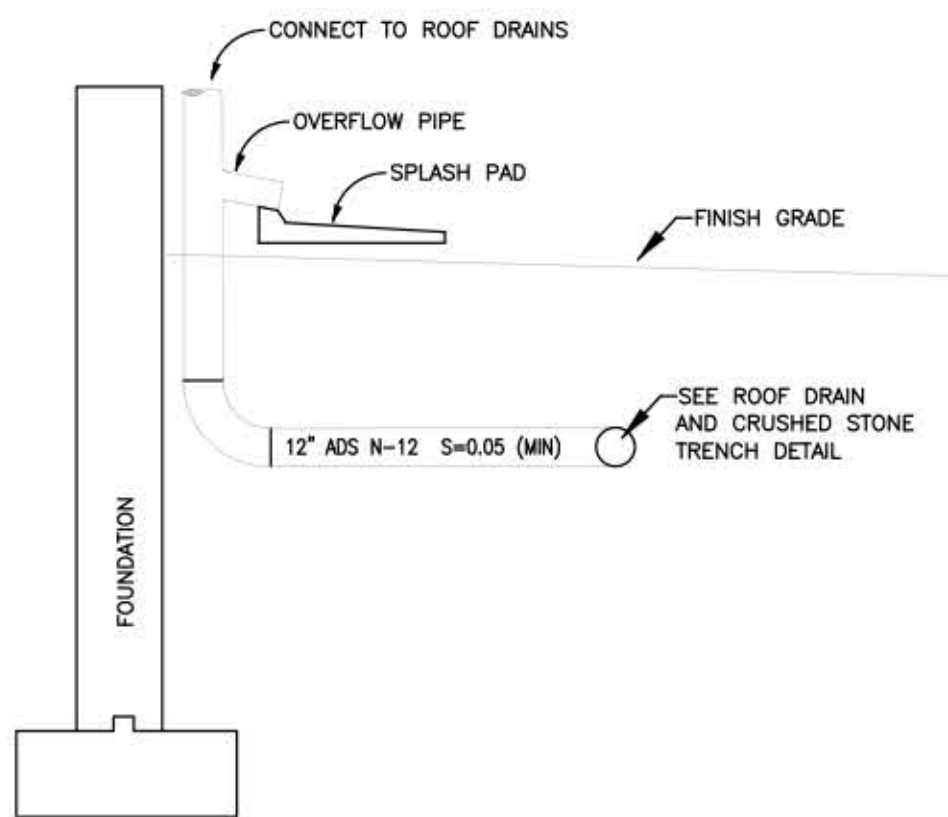 CONNECT TO ROOF DRAINS
OVERFLOW PIPE
SPLASH PAD
FINISH GRADE
SEE ROOF DRAIN
AND CRUSHED STONE
TRENCH DETAIL
12" ADS N-12 S=0.05 (MIN)
FOUNDATION